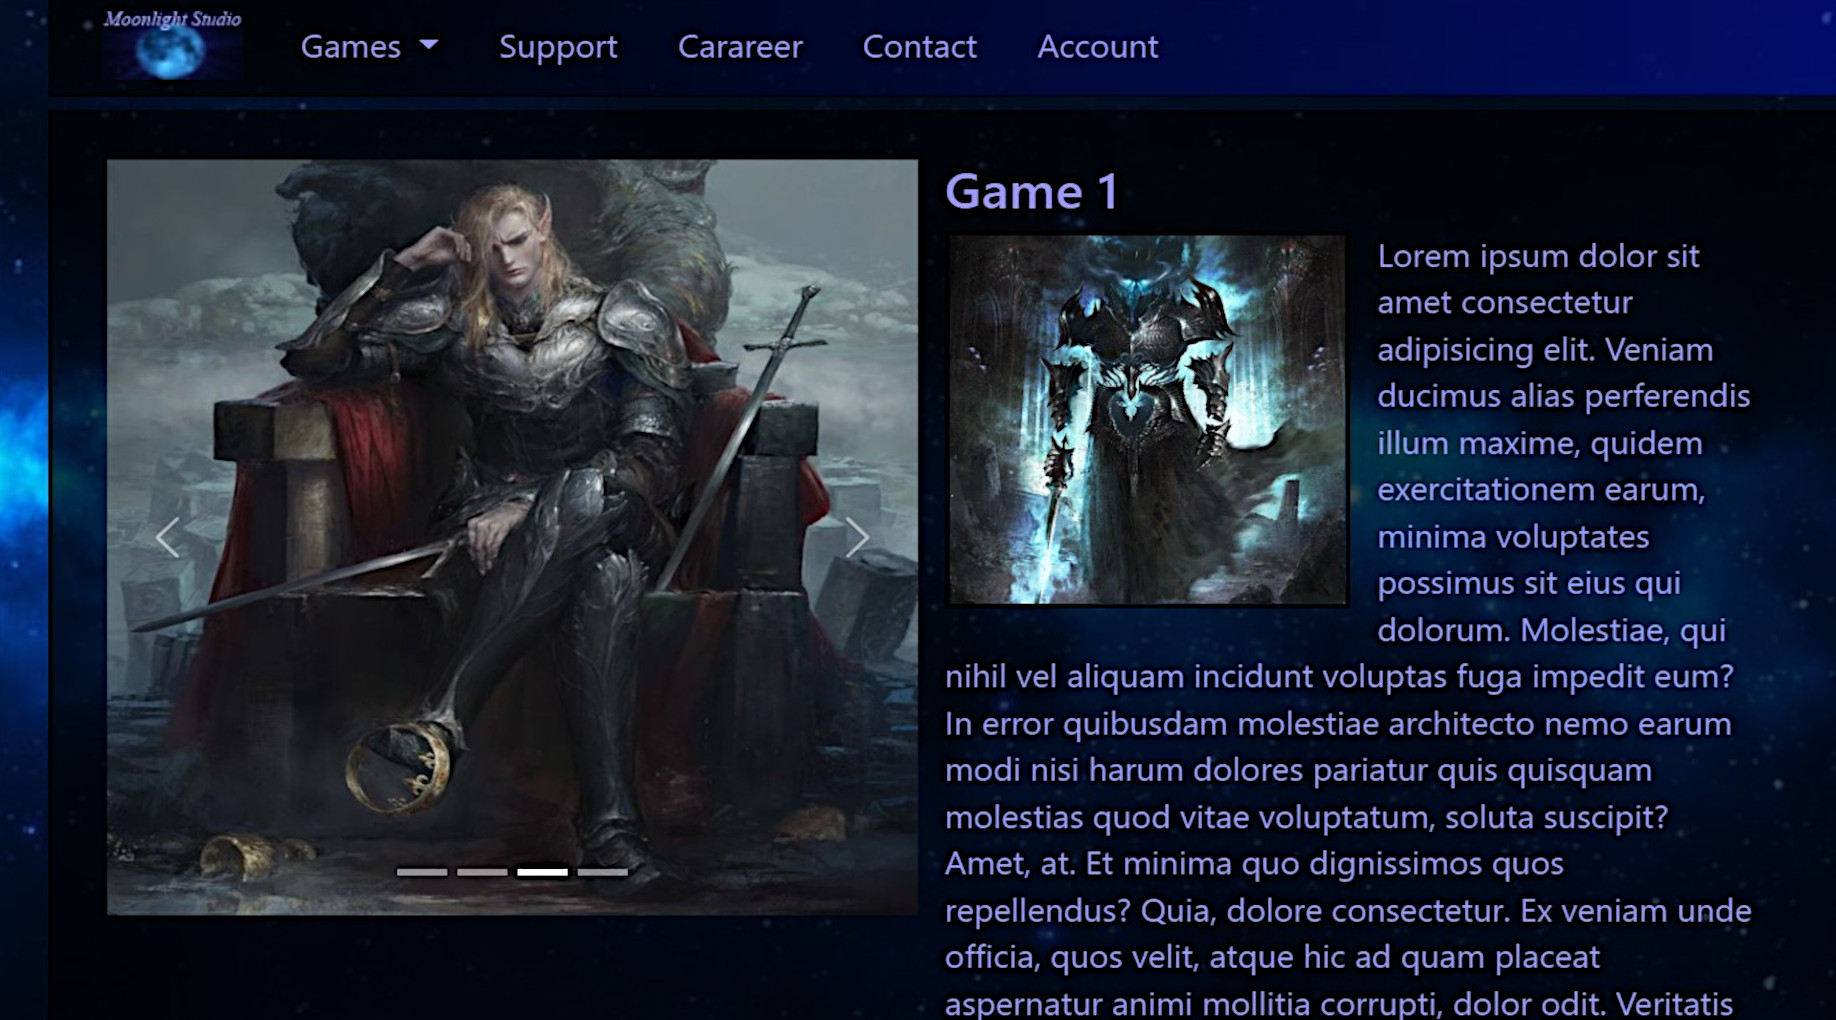 Moonlight Studio
Games Support Carareer Contact Account
Game 1
Lorem ipsum dolor sit
amet consectetur
adipisicing elit. Veniam
ducimus alias perferendis
illum maxime, quidem
exercitationem earum,
minima voluptates
possimus sit eius qui
dolorum. Molestiae, qui
nihil vel aliquam incidunt voluptas fuga impedit eum?
In error quibusdam molestiae architecto nemo earum
modi nisi harum dolores pariatur quis quisquam
molestias quod vitae voluptatum, soluta suscipit?
Amet, at. Et minima quo dignissimos quos
repellendus? Quia, dolore consectetur. Ex veniam unde
officia, quos velit, atque hic ad quam placeat
aspernatur animi mollitia corrupti, dolor odit. Veritatis